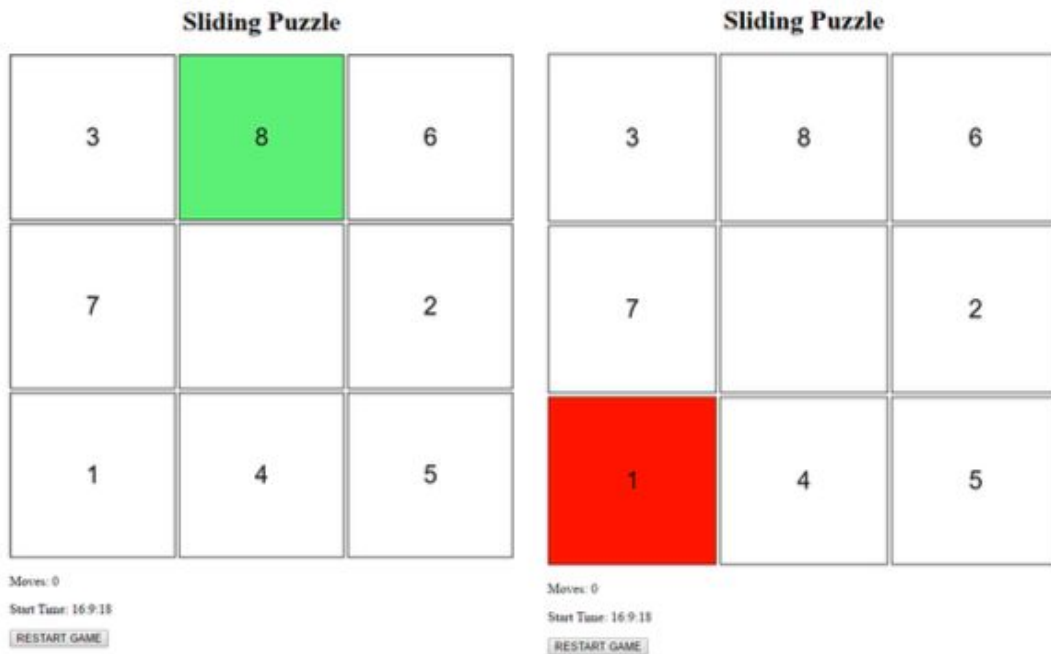 Sliding Puzzle
3 8 6
7 2
1 4 5
Moves: 0
Start Time: 16:9:18
RESTART GAME
Sliding Puzzle
3 8 6
7 2
1 4 5
Moves: 0
Start Time: 16:9:18
RESTART GAME